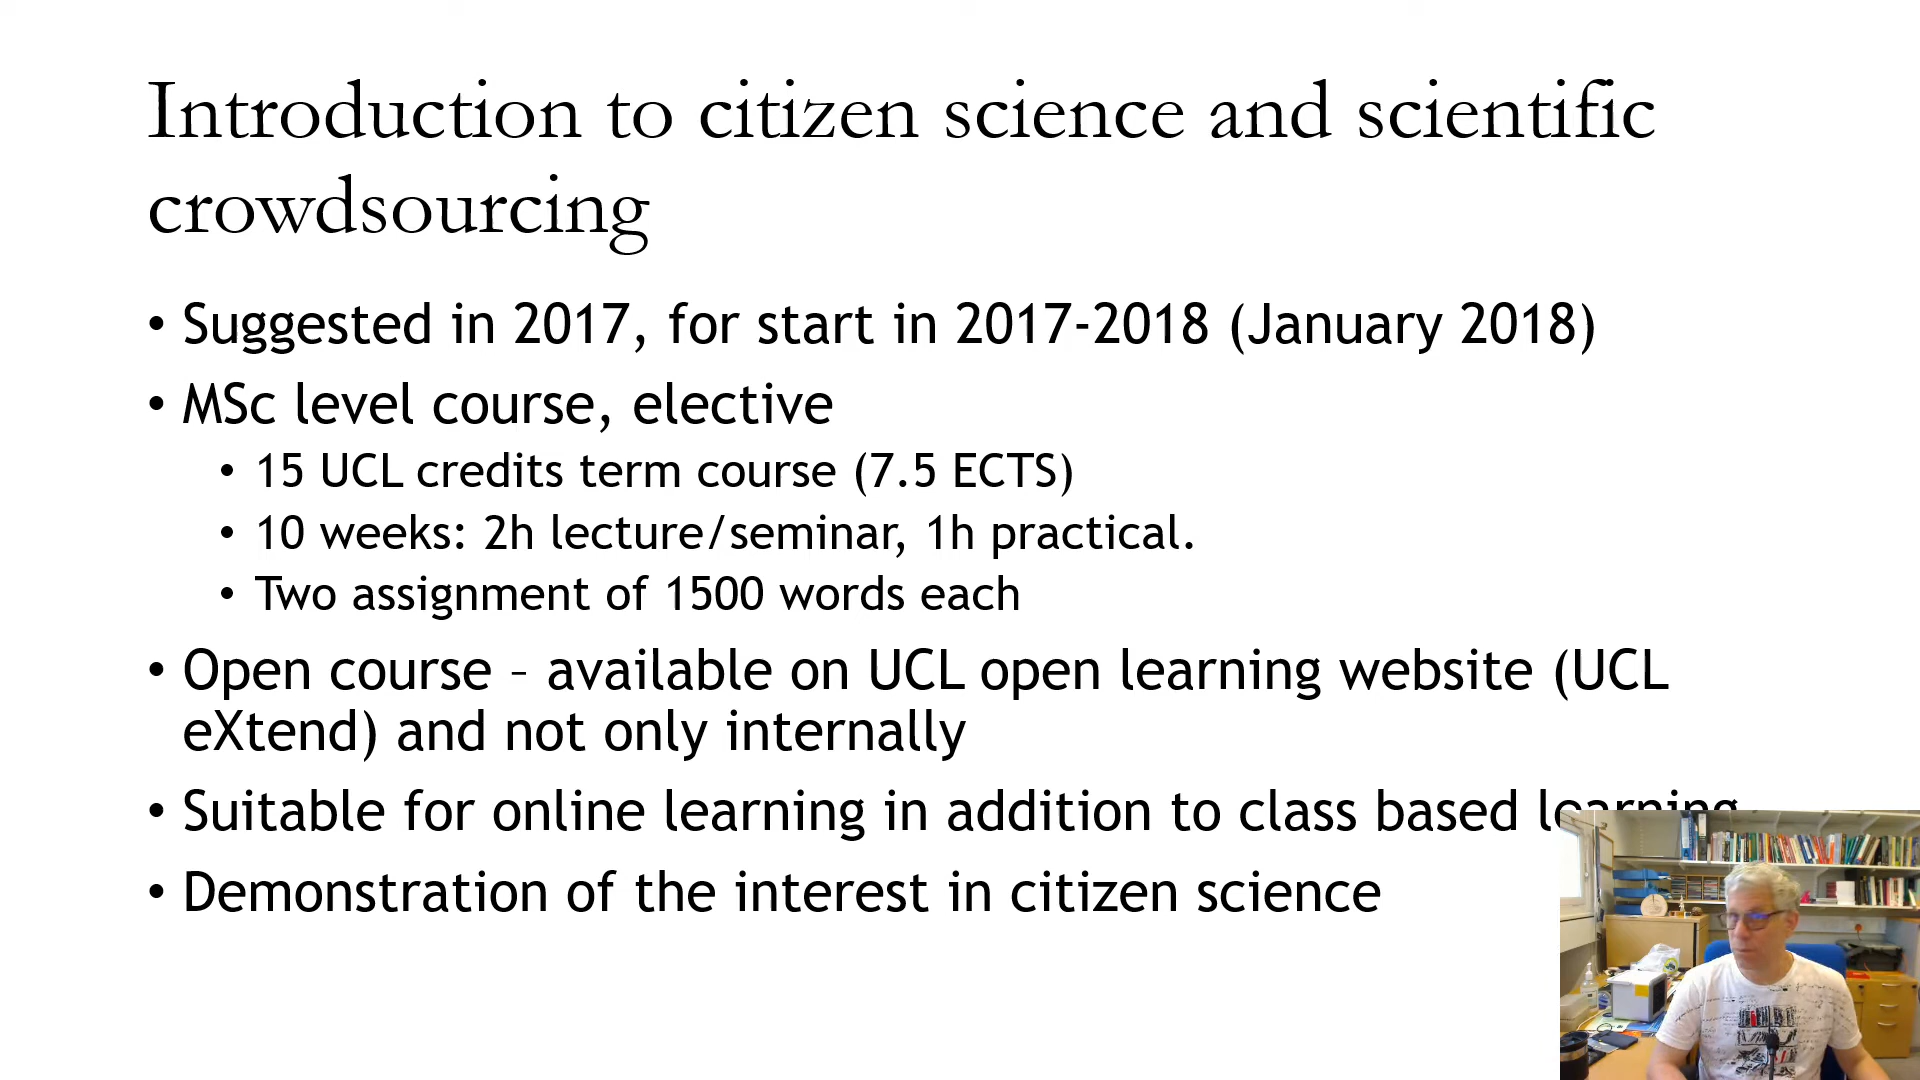 Introduction to citizen science and scientific
crowdsourcing
• Suggested in 2017, for start in 2017-2018 (January 2018)
• MSc level course, elective
• 15 UCL credits term course (7.5 ECTS)
• 10 weeks: 2h lecture/seminar, 1h practical.
• Two assignment of 1500 words each
• Open course – available on UCL open learning website (UCL
eXtend) and not only internally
• Suitable for online learning in addition to class based learning
• Demonstration of the interest in citizen science